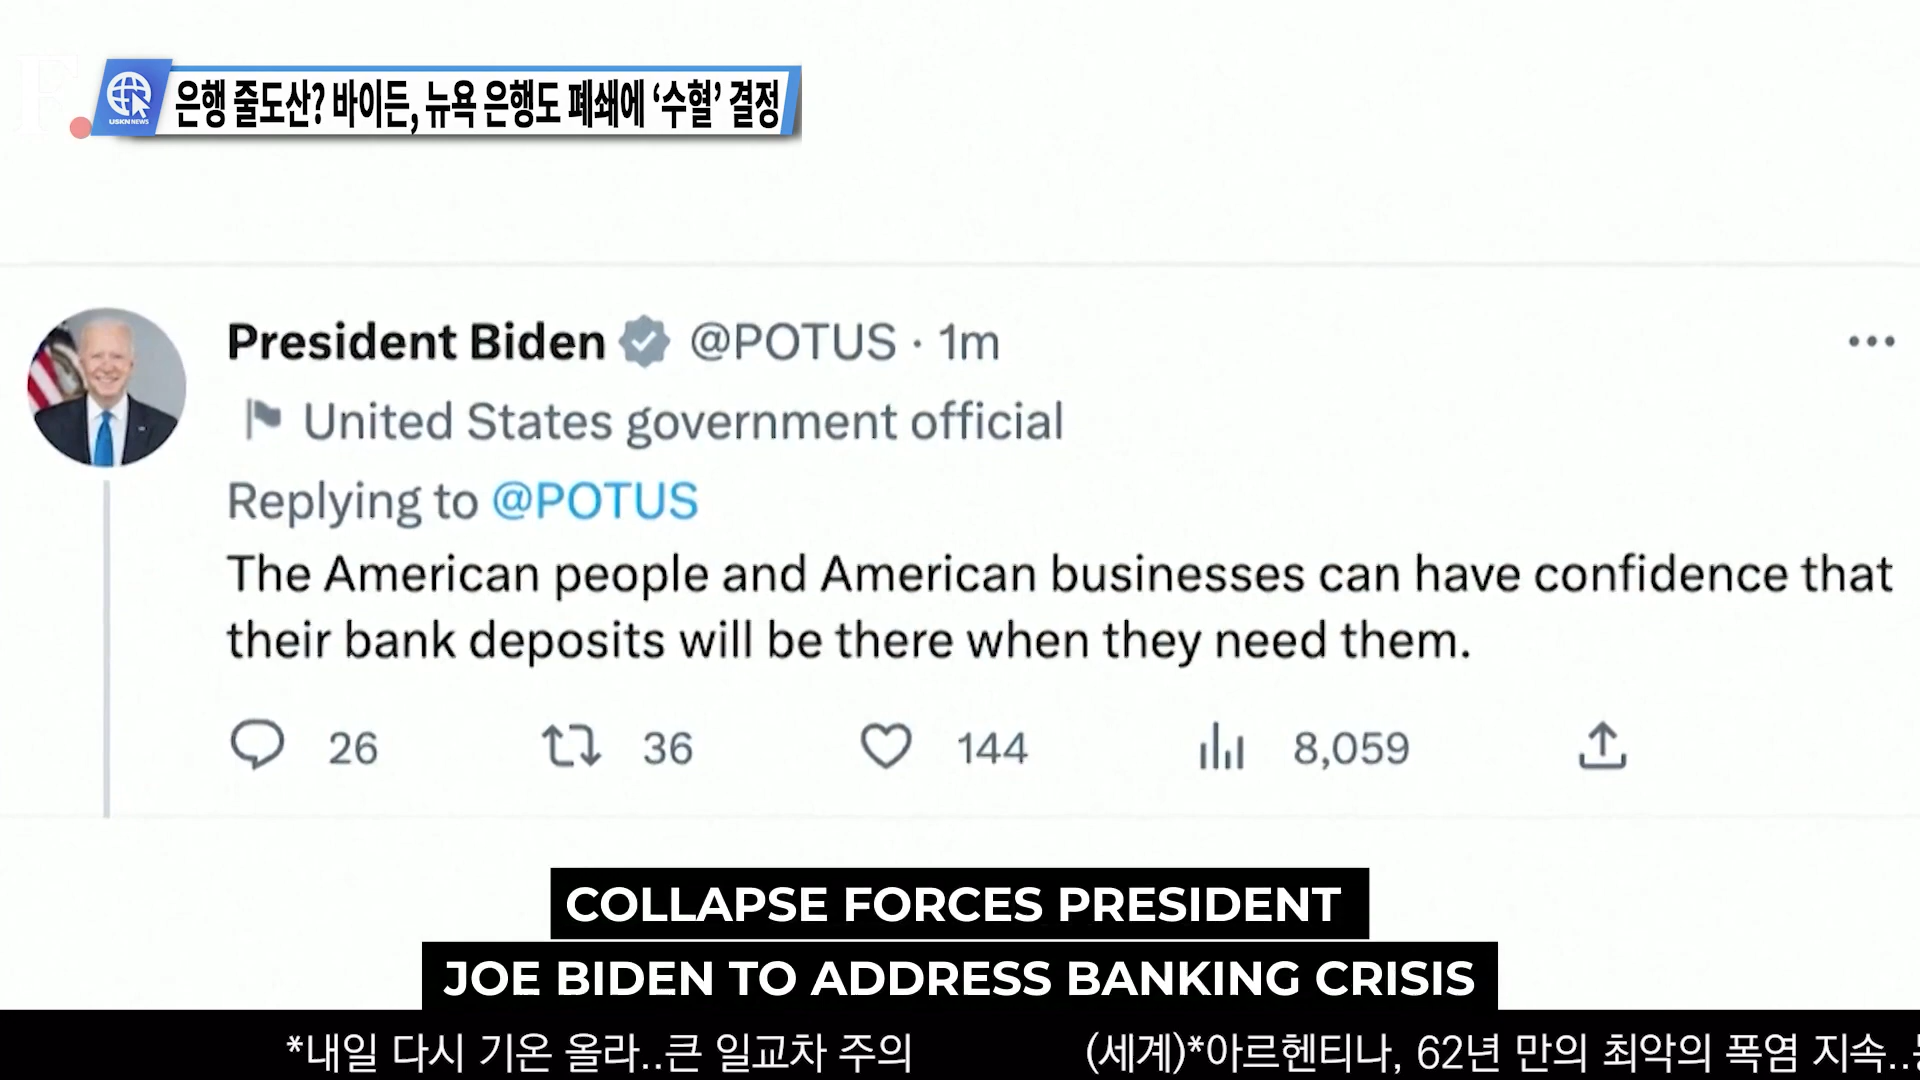 은행 줄도산? 바이든, 뉴욕 은행도 폐쇄에 ‘수혈’ 결정
USKN NEWS
F.
President Biden @POTUS · 1m
United States government official
Replying to @POTUS
The American people and American businesses can have confidence that
their bank deposits will be there when they need them.
26 36 144 8,059
COLLAPSE FORCES PRESIDENT
JOE BIDEN TO ADDRESS BANKING CRISIS
*내일 다시 기온 올라..큰 일교차 주의 (세계)*아르헨티나, 62년 만의 최악의 폭염 지속..